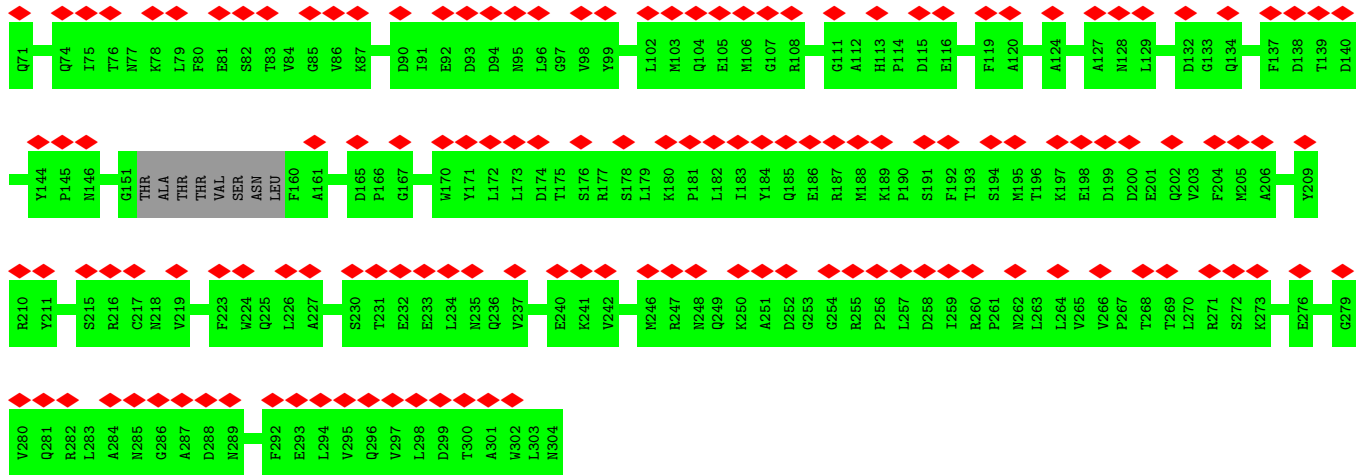 Q71 Q74 I75 T76 N77 K78 L79 F80 E81 S82 T83 V84 G85 V86 K87 D90 I91 E92 D93 D94 N95 L96 G97 V98 Y99 L102 M103 Q104 E105 M106 G107 R108 G111 A112 H113 P114 D115 E116 F119 A120 A124 A127 N128 L129 D132 G133 Q134 F137 D138 T139 D140
Y144 P145 N146 G151 THR ALA THR THR VAL SER ASN LEU F160 A161 D165 P166 G167 W170 Y171 L172 L173 D174 T175 S176 R177 S178 L179 K180 P181 L182 I183 Y184 Q185 E186 R187 M188 K189 P190 S191 F192 T193 S194 M195 T196 K197 E198 D199 D200 E201 Q202 V203 F204 M205 A206 Y209
R210 Y211 S215 R216 C217 N218 V219 F223 W224 Q225 L226 A227 S230 T231 E232 E233 L234 N235 Q236 V237 E240 K241 V242 M246 R247 N248 Q249 K250 A251 D252 G253 G254 R255 P256 L257 D258 I259 R260 P261 N262 L263 L264 V265 V266 P267 T268 T269 L270 R271 S272 K273 E276 G279
V280 Q281 R282 L283 A284 N285 G286 A287 D288 N289 F292 E293 L294 V295 Q296 V297 L298 D299 T300 A301 W302 L303 N304